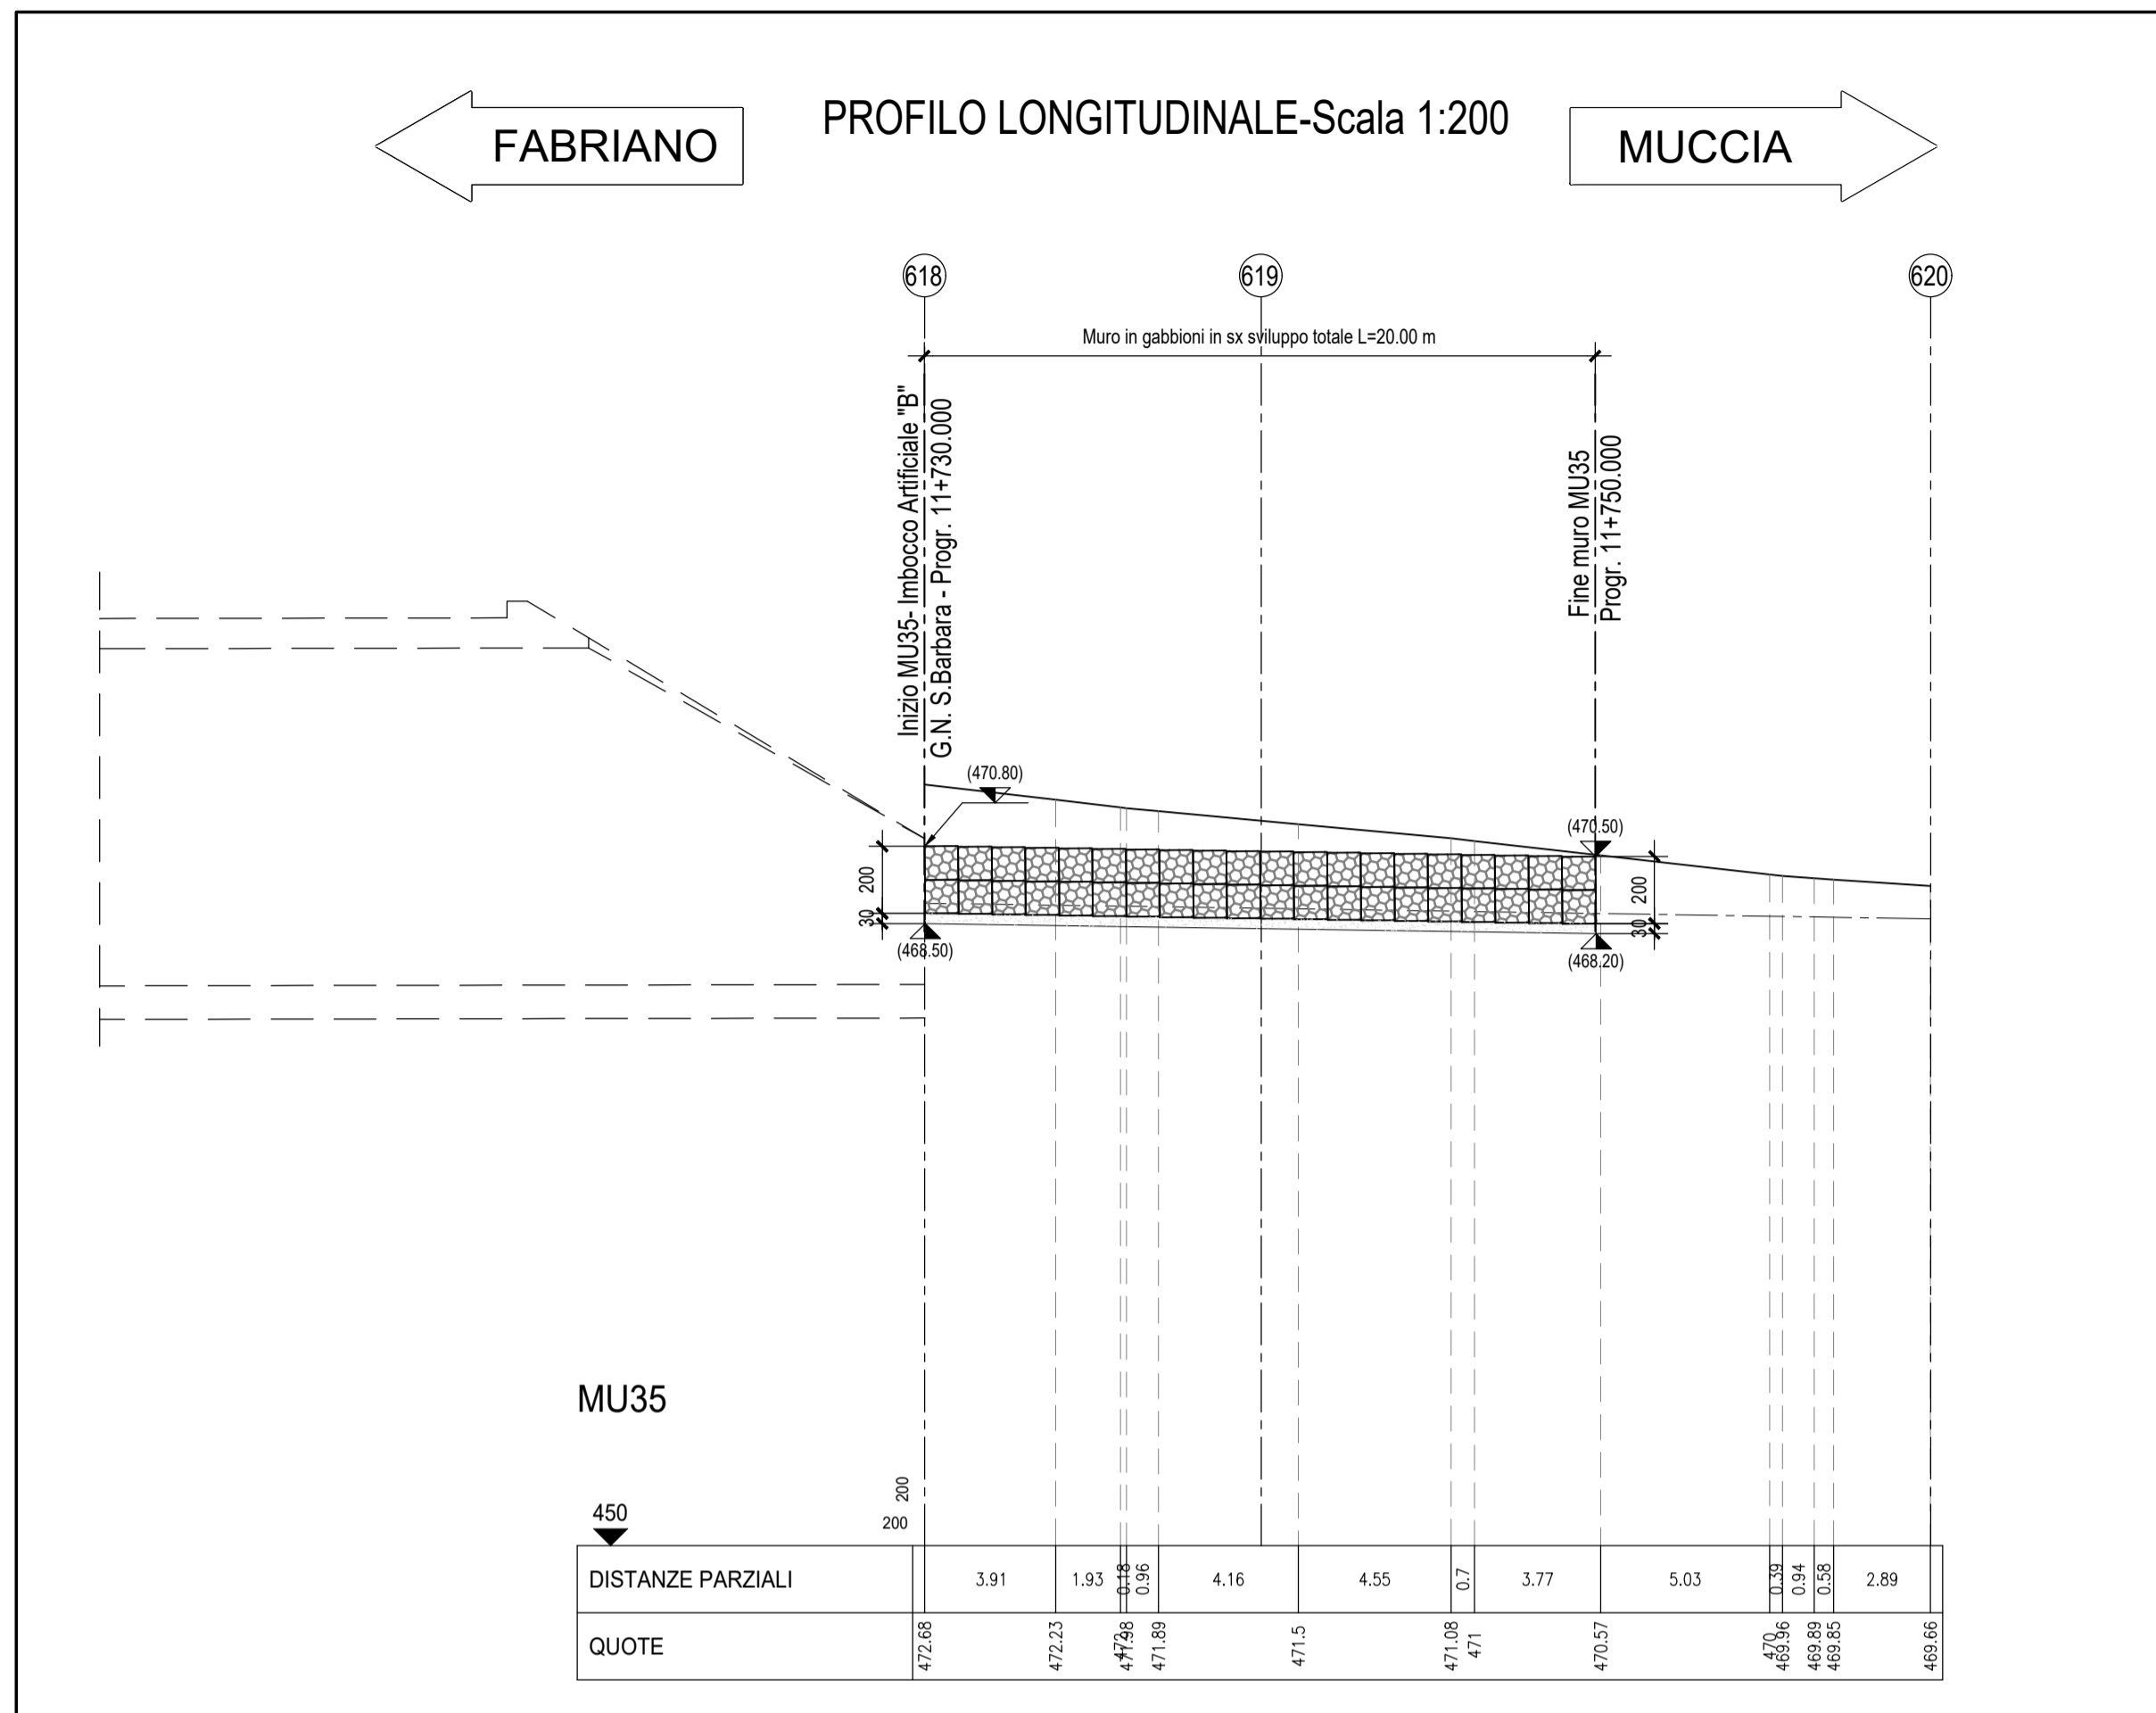 PROFILO LONGITUDINALE-Scala 1:200
FABRIANO
MUCCIA
618
619
620
Muro in gabbioni in sx sviluppo totale L=20.00 m
Inizio MU35- Imbocco Artificiale "B"
G.N. S.Barbara - Progr. 11+730.000
Fine muro MU35
Progr. 11+750.000
(470.80)
(470.50)
200
30
200
30
(468.50)
(468.20)
MU35
200
200
450
DISTANZE PARZIALI 3.91 1.93 0.18 0.96 4.16 4.55 0.7 3.77 5.03 0.39 0.94 0.58 2.89
QUOTE 472.68 472.23 472 471.98 471.89 471.5 471.08 471 470.57 470 469.96 469.89 469.85 469.66